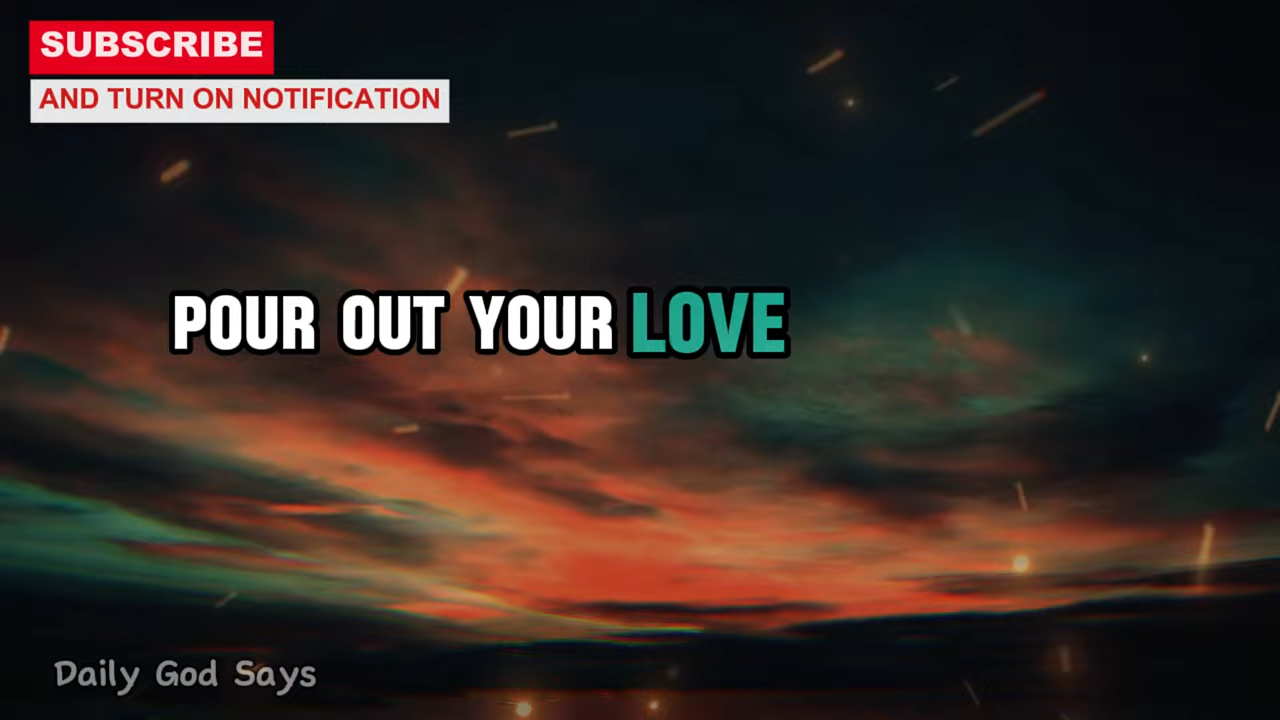 SUBSCRIBE
AND TURN ON NOTIFICATION
POUR OUT YOUR LOVE
Daily God Says